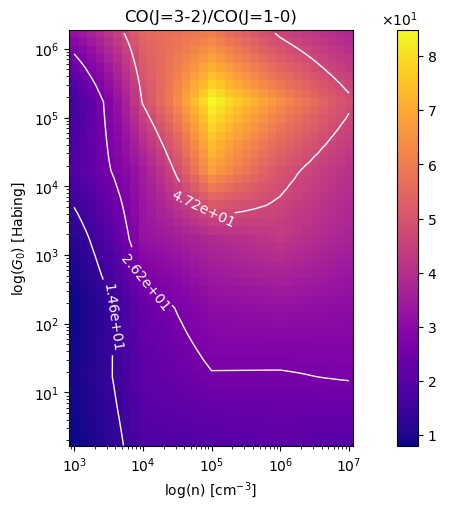 CO(J=3-2)/CO(J=1-0)
×10¹
log(G₀) [Habing]
10⁶
10⁵
10⁴
10³
10²
10¹
4.72e+01
2.62e+01
1.46e+01
8
7
6
5
4
3
2
1
10³ 10⁴ 10⁵ 10⁶ 10⁷
log(n) [cm⁻³]